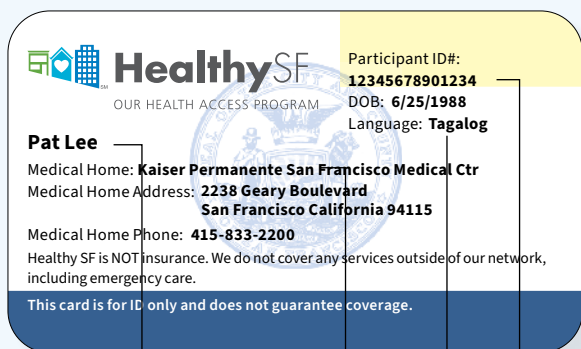 HealthySF
SM
OUR HEALTH ACCESS PROGRAM
Participant ID#:
12345678901234
DOB: 6/25/1988
Language: Tagalog
Pat Lee
Medical Home: Kaiser Permanente San Francisco Medical Ctr
Medical Home Address: 2238 Geary Boulevard
San Francisco California 94115
Medical Home Phone: 415-833-2200
Healthy SF is NOT insurance. We do not cover any services outside of our network,
including emergency care.
This card is for ID only and does not guarantee coverage.